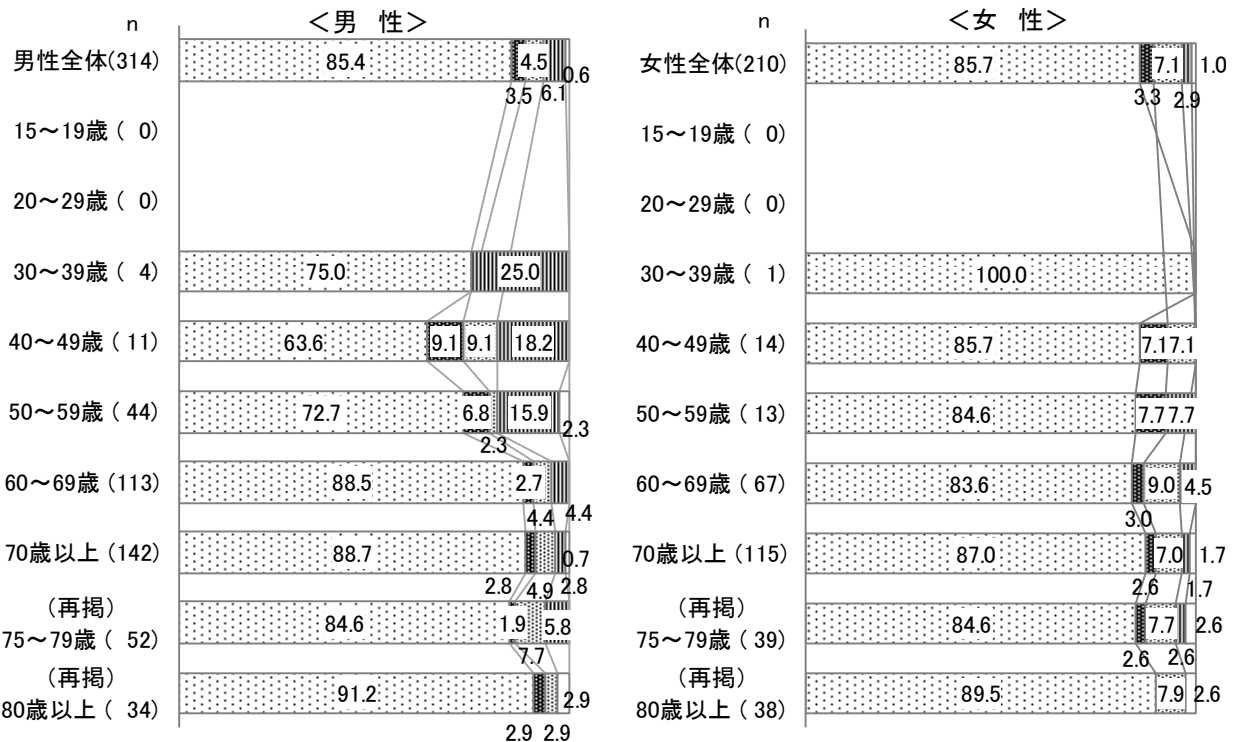 n
＜男　性＞
男性全体(314)
85.4
4.5
0.6
3.5
6.1
15～19歳 (　0)
20～29歳 (　0)
30～39歳 (　4)
75.0
25.0
40～49歳 ( 11)
63.6
9.1
9.1
18.2
50～59歳 ( 44)
72.7
6.8
15.9
2.3
2.3
60～69歳 (113)
88.5
2.7
4.4
4.4
70歳以上 (142)
88.7
0.7
2.8
4.9
2.8
(再掲)
75～79歳 (　52)
84.6
1.9
5.8
7.7
(再掲)
80歳以上 (　34)
91.2
2.9
2.9
2.9
n
＜女　性＞
女性全体(210)
85.7
7.1
1.0
3.3
2.9
15～19歳 (　0)
20～29歳 (　0)
30～39歳 (　1)
100.0
40～49歳 ( 14)
85.7
7.1
7.1
50～59歳 ( 13)
84.6
7.7
7.7
60～69歳 ( 67)
83.6
9.0
4.5
3.0
70歳以上 (115)
87.0
7.0
1.7
2.6
1.7
(再掲)
75～79歳 ( 39)
84.6
7.7
2.6
2.6
2.6
(再掲)
80歳以上 ( 38)
89.5
7.9
2.6